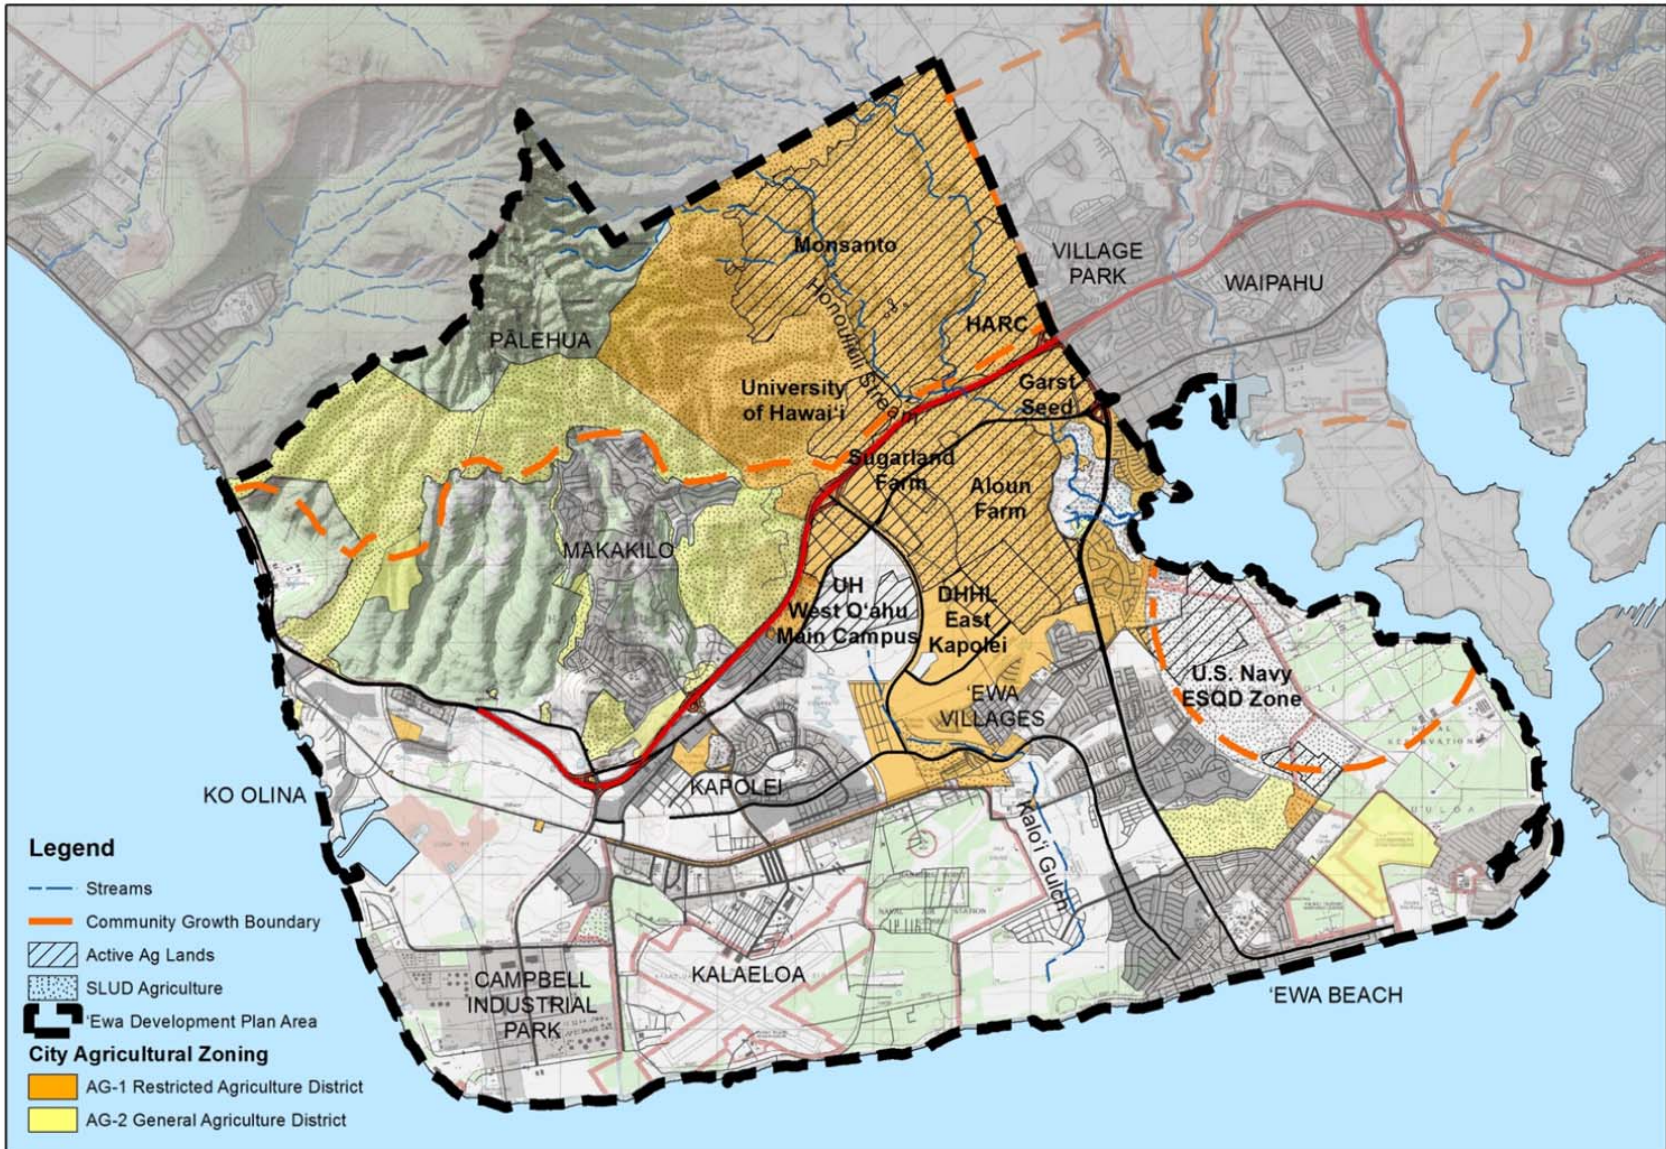 VILLAGE
PARK
WAIPAHU
Monsanto
Honouliuli Stream
HARC
PĀLEHUA
University
of Hawai‘i
Garst
Seed
Sugarland
Farm
Aloun
Farm
MAKAKILO
UH
West O‘ahu
Main Campus
DHHL
East
Kapolei
U.S. Navy
ESQD Zone
‘EWA
VILLAGES
KO OLINA
KAPOLEI
Kalo‘i Gulch
KALAELOA
CAMPBELL
INDUSTRIAL
PARK
‘EWA BEACH
Legend
Streams
Community Growth Boundary
Active Ag Lands
SLUD Agriculture
‘Ewa Development Plan Area
City Agricultural Zoning
AG-1 Restricted Agriculture District
AG-2 General Agriculture District